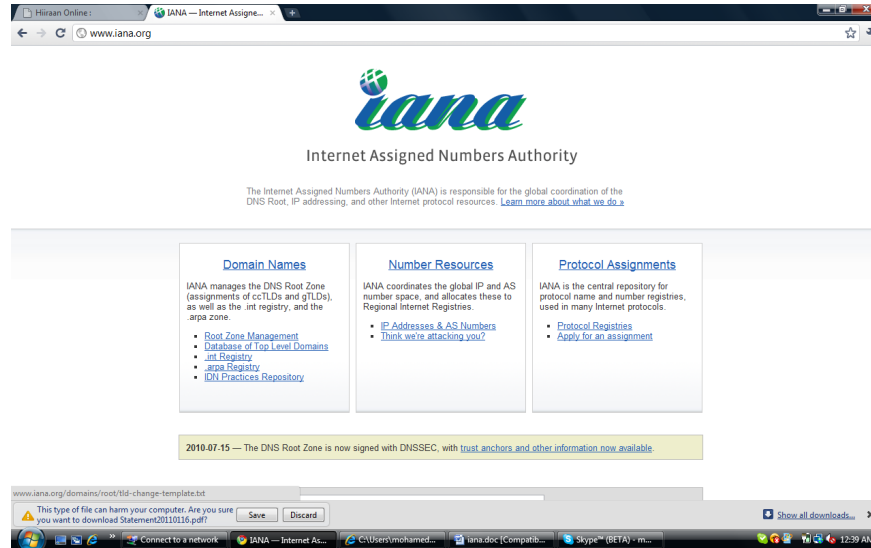 Hiiraan Online :
IANA — Internet Assigne...
www.iana.org
iana
Internet Assigned Numbers Authority
The Internet Assigned Numbers Authority (IANA) is responsible for the global coordination of the
DNS Root, IP addressing, and other Internet protocol resources. Learn more about what we do »
Domain Names
IANA manages the DNS Root Zone
(assignments of ccTLDs and gTLDs),
as well as the .int registry, and the
.arpa zone.
Root Zone Management
Database of Top Level Domains
.int Registry
.arpa Registry
IDN Practices Repository
Number Resources
IANA coordinates the global IP and AS
number space, and allocates these to
Regional Internet Registries.
IP Addresses & AS Numbers
Think we're attacking you?
Protocol Assignments
IANA is the central repository for
protocol name and number registries,
used in many Internet protocols.
Protocol Registries
Apply for an assignment
2010-07-15 — The DNS Root Zone is now signed with DNSSEC, with trust anchors and other information now available.
www.iana.org/domains/root/tld-change-template.txt
This type of file can harm your computer. Are you sure
you want to download Statement20110116.pdf?
Save
Discard
Show all downloads...
Connect to a network
IANA — Internet As...
C:\Users\mohamed...
iana.doc [Compatib...
Skype™ (BETA) - m...
12:39 AM